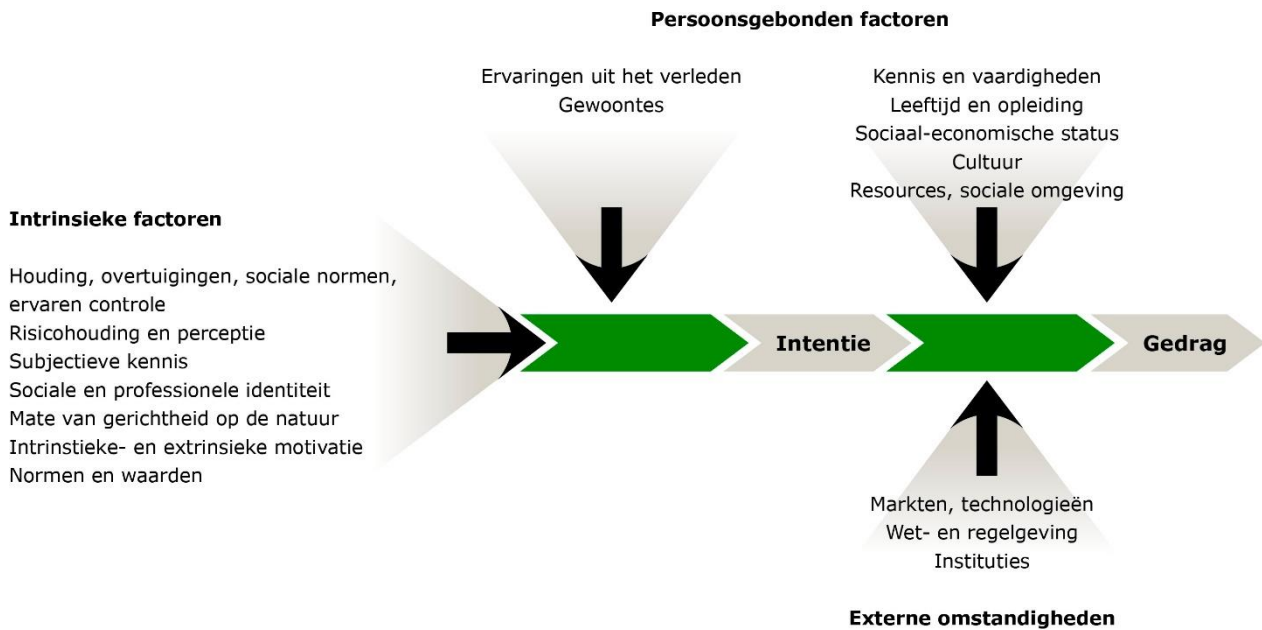 Persoonsgebonden factoren
Ervaringen uit het verleden
Gewoontes
Kennis en vaardigheden
Leeftijd en opleiding
Sociaal-economische status
Cultuur
Resources, sociale omgeving
Intrinsieke factoren
Houding, overtuigingen, sociale normen,
ervaren controle
Risicohouding en perceptie
Subjectieve kennis
Sociale en professionele identiteit
Mate van gerichtheid op de natuur
Intrinstieke- en extrinsieke motivatie
Normen en waarden
Intentie
Gedrag
Markten, technologieën
Wet- en regelgeving
Instituties
Externe omstandigheden